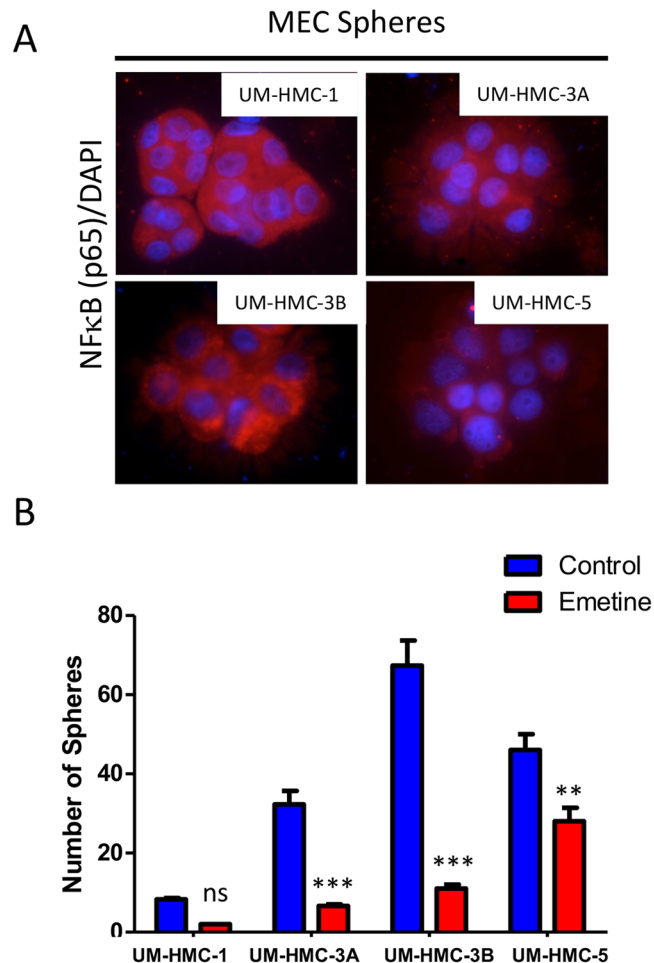 A
MEC Spheres
UM-HMC-1
UM-HMC-3A
NFκB (p65)/DAPI
UM-HMC-3B
UM-HMC-5
B
Control
Emetine
Number of Spheres
80
60
40
20
0
ns
***
***
**
UM-HMC-1
UM-HMC-3A
UM-HMC-3B
UM-HMC-5